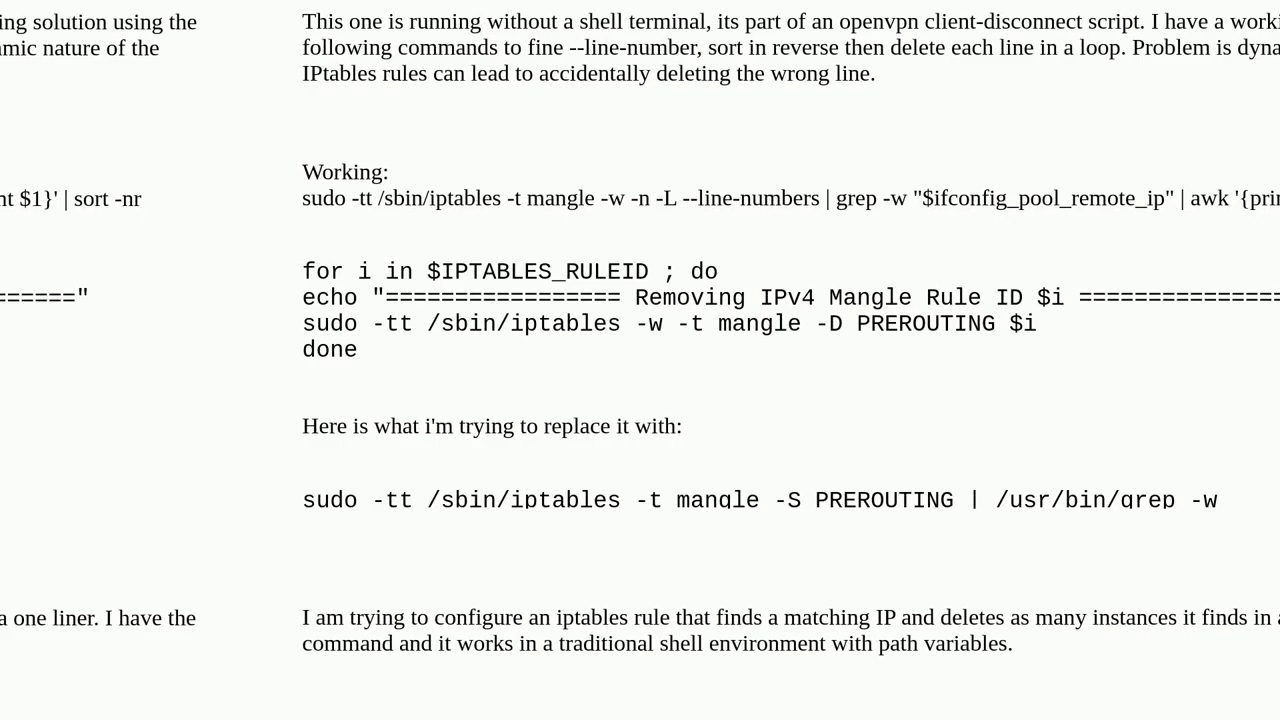 ing solution using the
amic nature of the
nt $1}' | sort -nr
======"
a one liner. I have the
This one is running without a shell terminal, its part of an openvpn client-disconnect script. I have a worki
following commands to fine --line-number, sort in reverse then delete each line in a loop. Problem is dyna
IPtables rules can lead to accidentally deleting the wrong line.
Working:
sudo -tt /sbin/iptables -t mangle -w -n -L --line-numbers | grep -w "$ifconfig_pool_remote_ip" | awk '{prin
for i in $IPTABLES_RULEID ; do
echo "================= Removing IPv4 Mangle Rule ID $i ===============
sudo -tt /sbin/iptables -w -t mangle -D PREROUTING $i
done
Here is what i'm trying to replace it with:
sudo -tt /sbin/iptables -t mangle -S PREROUTING | /usr/bin/grep -w
I am trying to configure an iptables rule that finds a matching IP and deletes as many instances it finds in a
command and it works in a traditional shell environment with path variables.